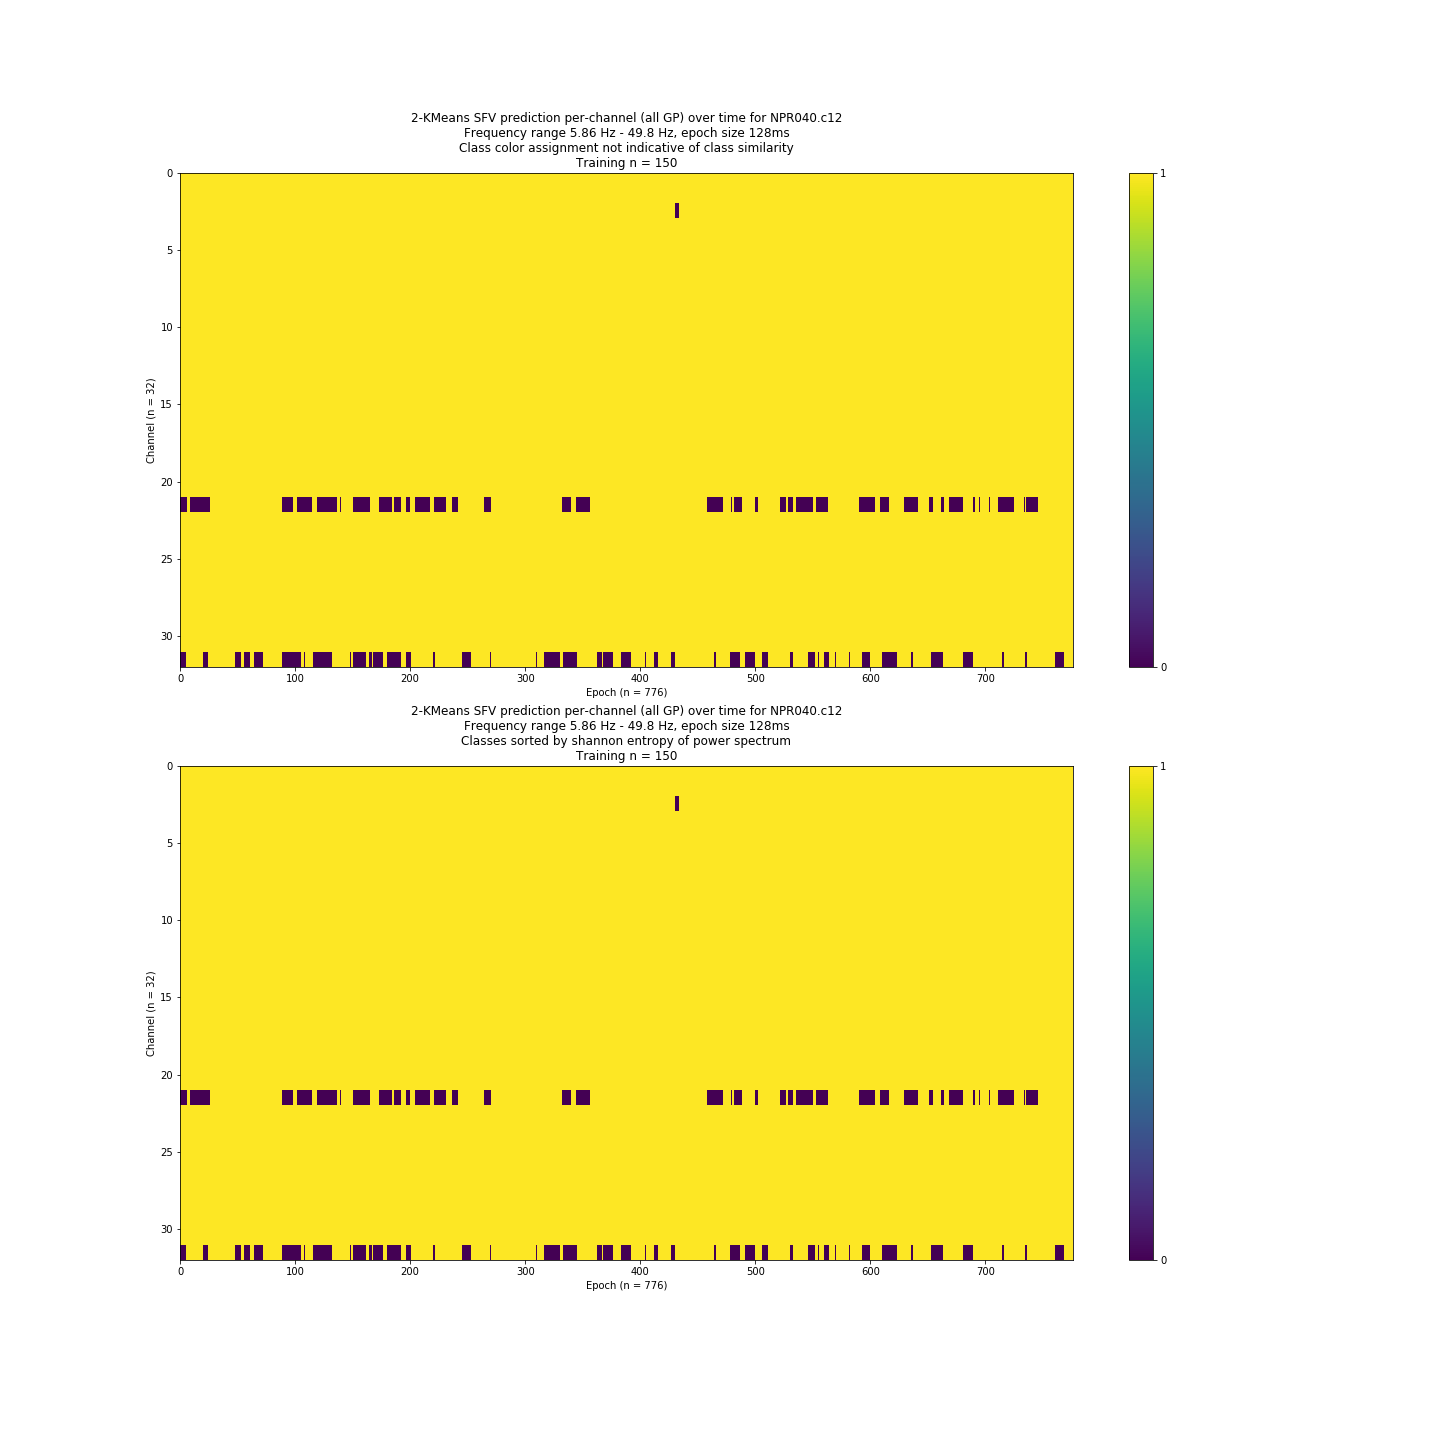 2-KMeans SFV prediction per-channel (all GP) over time for NPR040.c12
Frequency range 5.86 Hz - 49.8 Hz, epoch size 128ms
Class color assignment not indicative of class similarity
Training n = 150
0
5
10
15
20
25
30
Channel (n = 32)
0 100 200 300 400 500 600 700
Epoch (n = 776)
1
0
2-KMeans SFV prediction per-channel (all GP) over time for NPR040.c12
Frequency range 5.86 Hz - 49.8 Hz, epoch size 128ms
Classes sorted by shannon entropy of power spectrum
Training n = 150
0
5
10
15
20
25
30
Channel (n = 32)
0 100 200 300 400 500 600 700
Epoch (n = 776)
1
0